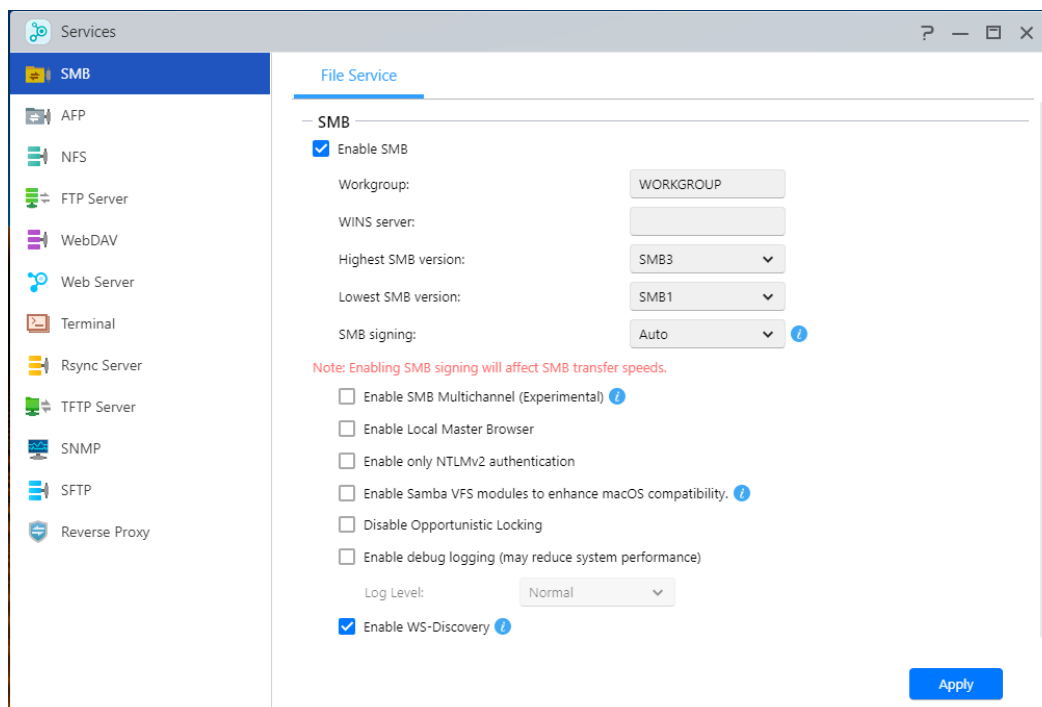 Services
SMB
AFP
NFS
FTP Server
WebDAV
Web Server
Terminal
Rsync Server
TFTP Server
SNMP
SFTP
Reverse Proxy
File Service
SMB
Enable SMB
Workgroup: WORKGROUP
WINS server:
Highest SMB version: SMB3
Lowest SMB version: SMB1
SMB signing: Auto
Note: Enabling SMB signing will affect SMB transfer speeds.
Enable SMB Multichannel (Experimental)
Enable Local Master Browser
Enable only NTLMv2 authentication
Enable Samba VFS modules to enhance macOS compatibility.
Disable Opportunistic Locking
Enable debug logging (may reduce system performance)
Log Level: Normal
Enable WS-Discovery
Apply